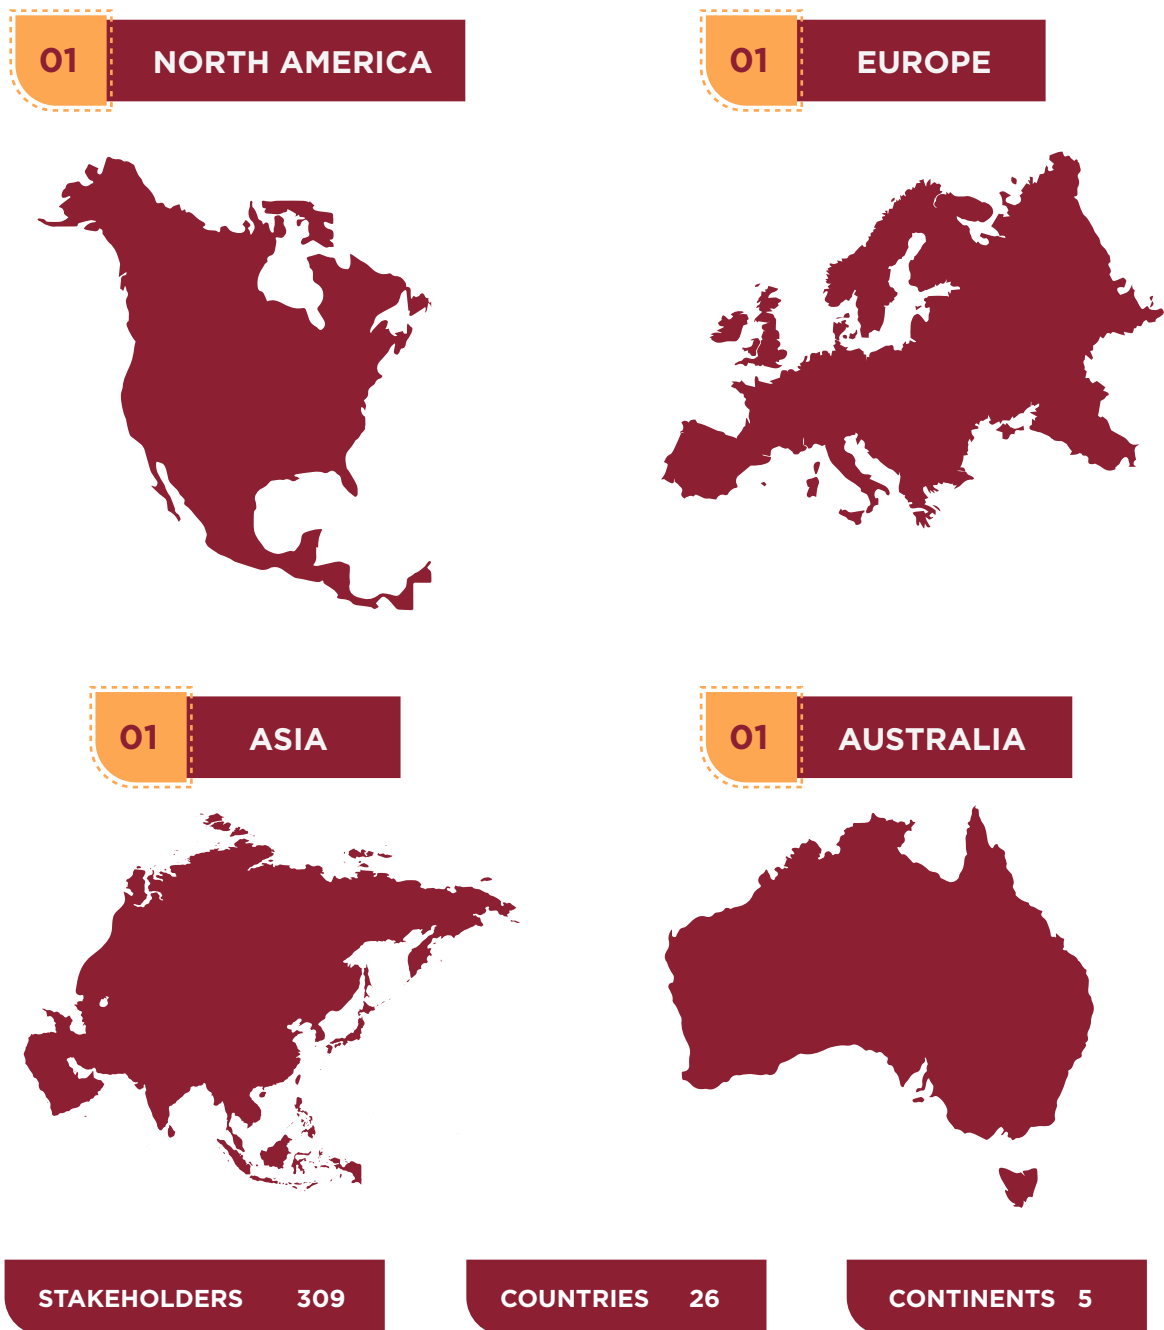 01 NORTH AMERICA
01 EUROPE
01 ASIA
01 AUSTRALIA
STAKEHOLDERS 309
COUNTRIES 26
CONTINENTS 5